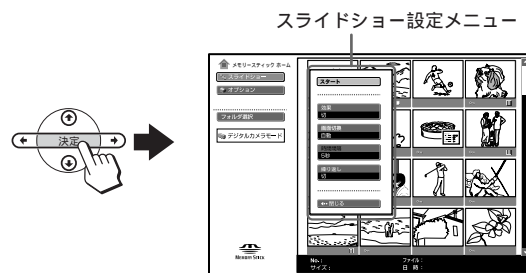 スライドショー設定メニュー
決定
メモリースティック ホーム
スライドショー
オプション
フォルダ選択
デジタルカメラモード
スタート
効果
切
画面切換
自動
時間間隔
5秒
繰り返し
切
閉じる
Memory Stick
No.:
ファイル:
サイズ:
日 時: